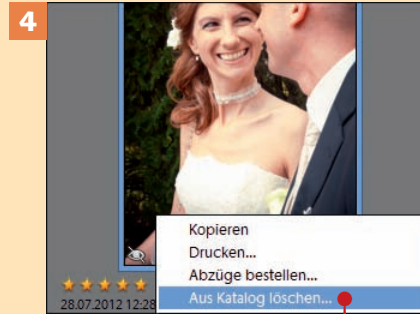 4
Kopieren
Drucken...
Abzüge bestellen...
28.07.2012 12:28
Aus Katalog löschen...